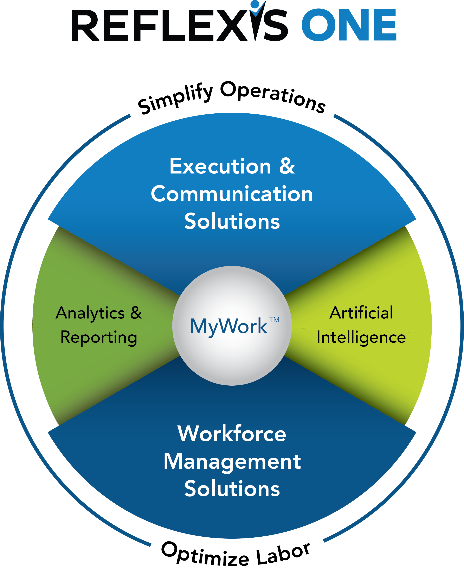 REFLEXIS ONE
Simplify Operations
Execution &
Communication
Solutions
Analytics &
Reporting
MyWork™
Artificial
Intelligence
Workforce
Management
Solutions
Optimize Labor